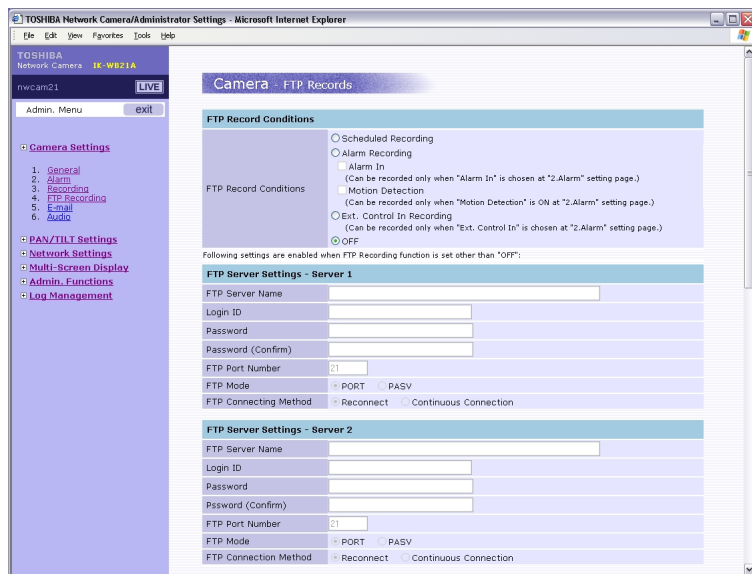 TOSHIBA Network Camera/Administrator Settings - Microsoft Internet Explorer
File Edit View Favorites Tools Help
TOSHIBA
Network Camera IK-WB21A
nwcam21 LIVE
Admin. Menu exit
Camera Settings
1. General
2. Alarm
3. Recording
4. FTP Recording
5. E-mail
6. Audio
PAN/TILT Settings
Network Settings
Multi-Screen Display
Admin. Functions
Log Management
Camera - FTP Records
FTP Record Conditions
FTP Record Conditions
Scheduled Recording
Alarm Recording
Alarm In
(Can be recorded only when "Alarm In" is chosen at "2.Alarm" setting page.)
Motion Detection
(Can be recorded only when "Motion Detection" is ON at "2.Alarm" setting page.)
Ext. Control In Recording
(Can be recorded only when "Ext. Control In" is chosen at "2.Alarm" setting page.)
OFF
Following settings are enabled when FTP Recording function is set other than "OFF":
FTP Server Settings - Server 1
FTP Server Name
Login ID
Password
Password (Confirm)
FTP Port Number 21
FTP Mode PORT PASV
FTP Connecting Method Reconnect Continuous Connection
FTP Server Settings - Server 2
FTP Server Name
Login ID
Password
Pssword (Confirm)
FTP Port Number 21
FTP Mode PORT PASV
FTP Connection Method Reconnect Continuous Connection